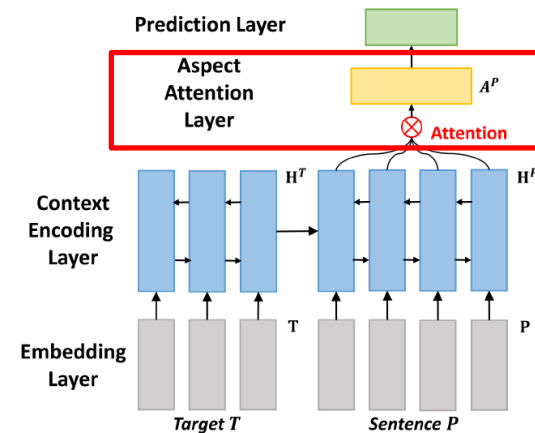 Prediction Layer
Aspect
Attention
Layer
A^P
Attention
H^T
H^P
Context
Encoding
Layer
T
P
Embedding
Layer
Target T
Sentence P